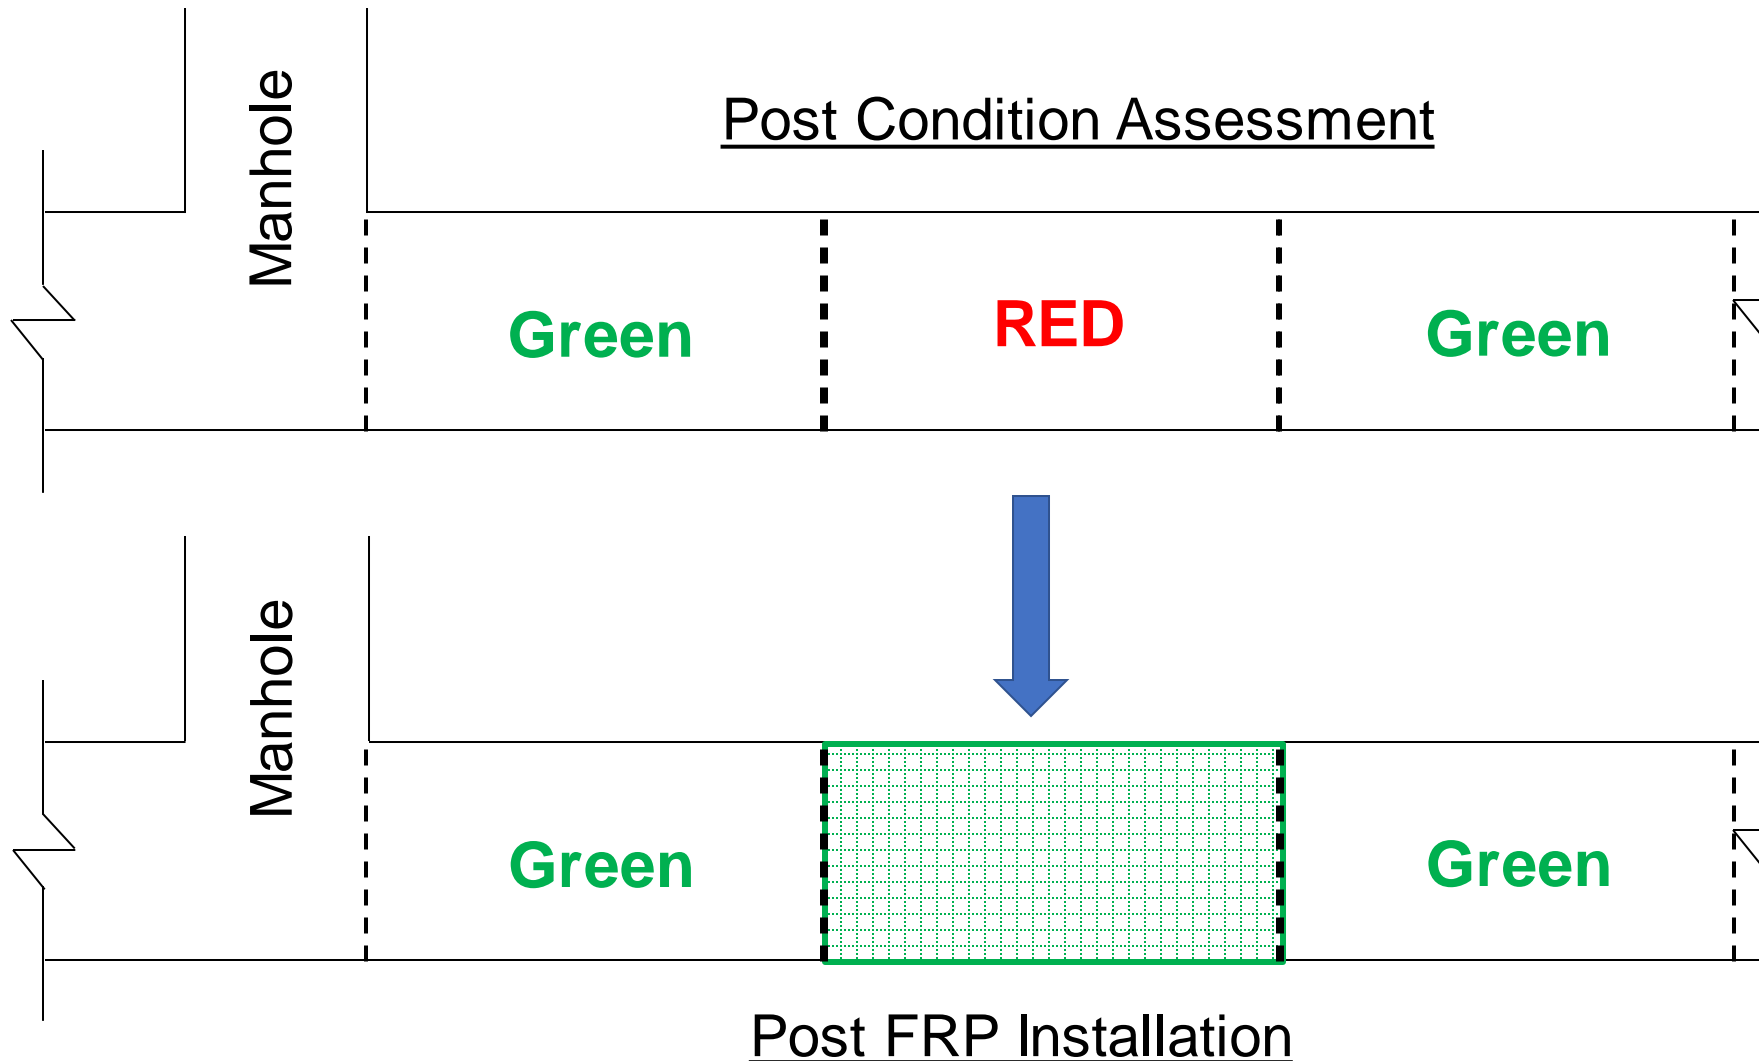 Manhole
Post Condition Assessment
Green
RED
Green
Manhole
Green
Green
Post FRP Installation